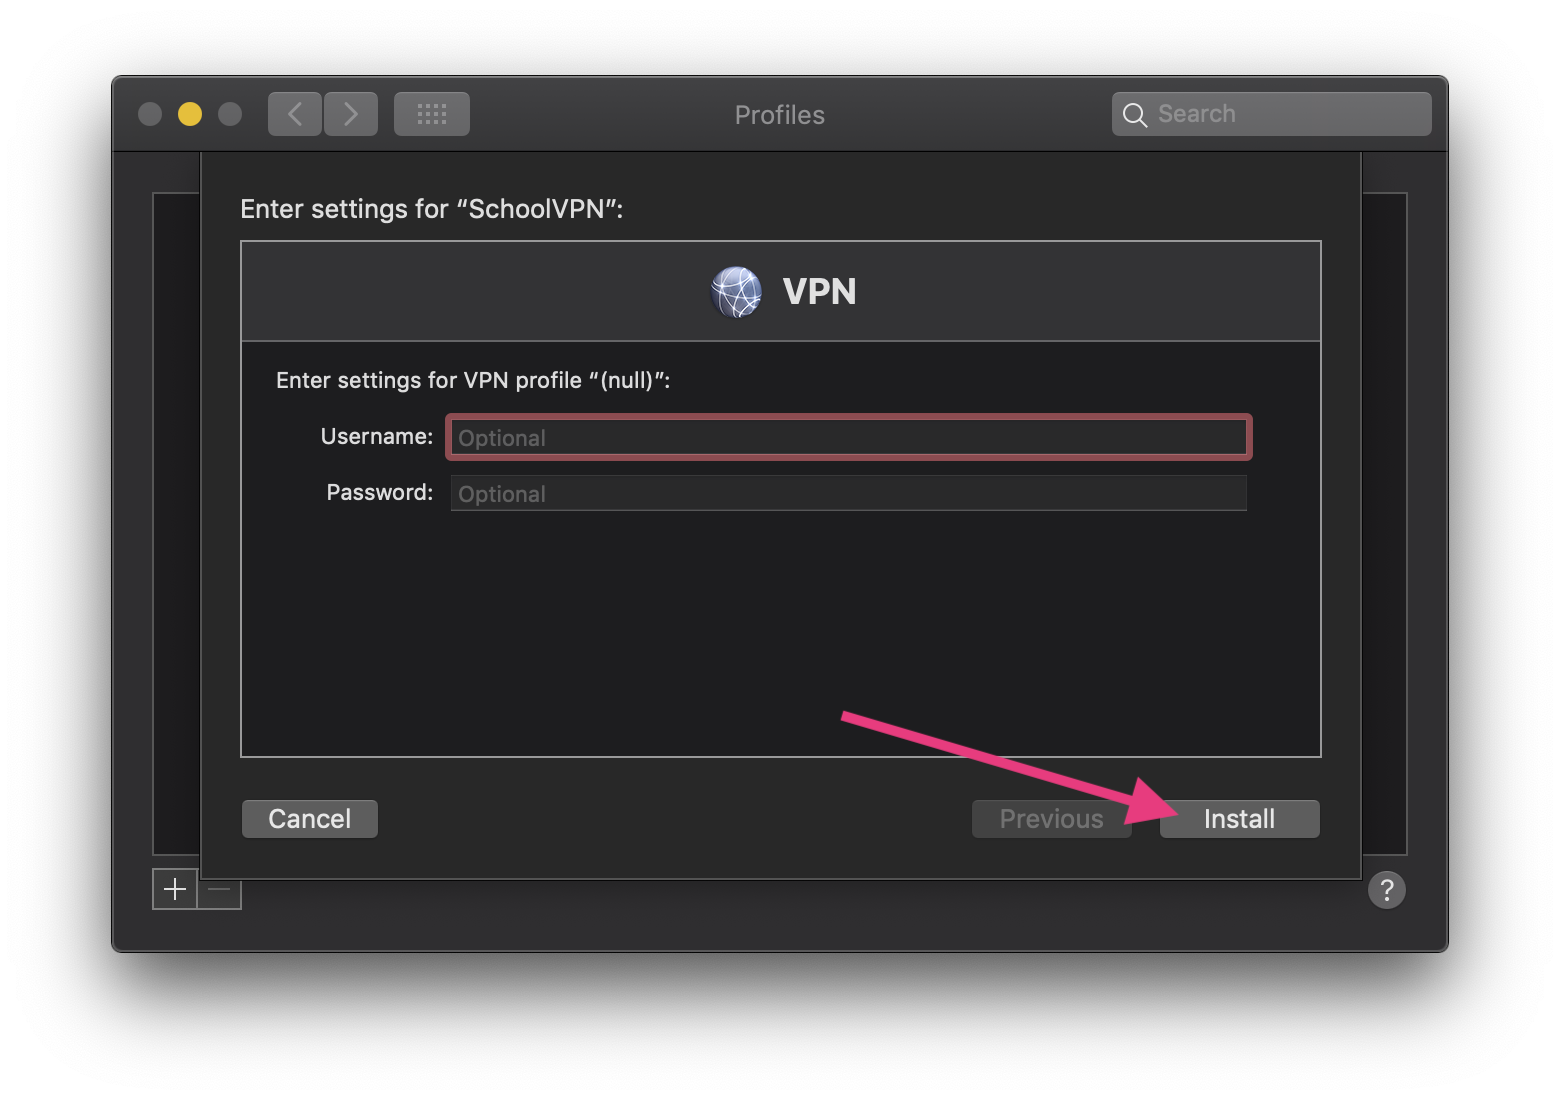 Profiles
Search
Enter settings for “SchoolVPN”:
VPN
Enter settings for VPN profile “(null)”:
Username: Optional
Password: Optional
Cancel
Previous
Install
?